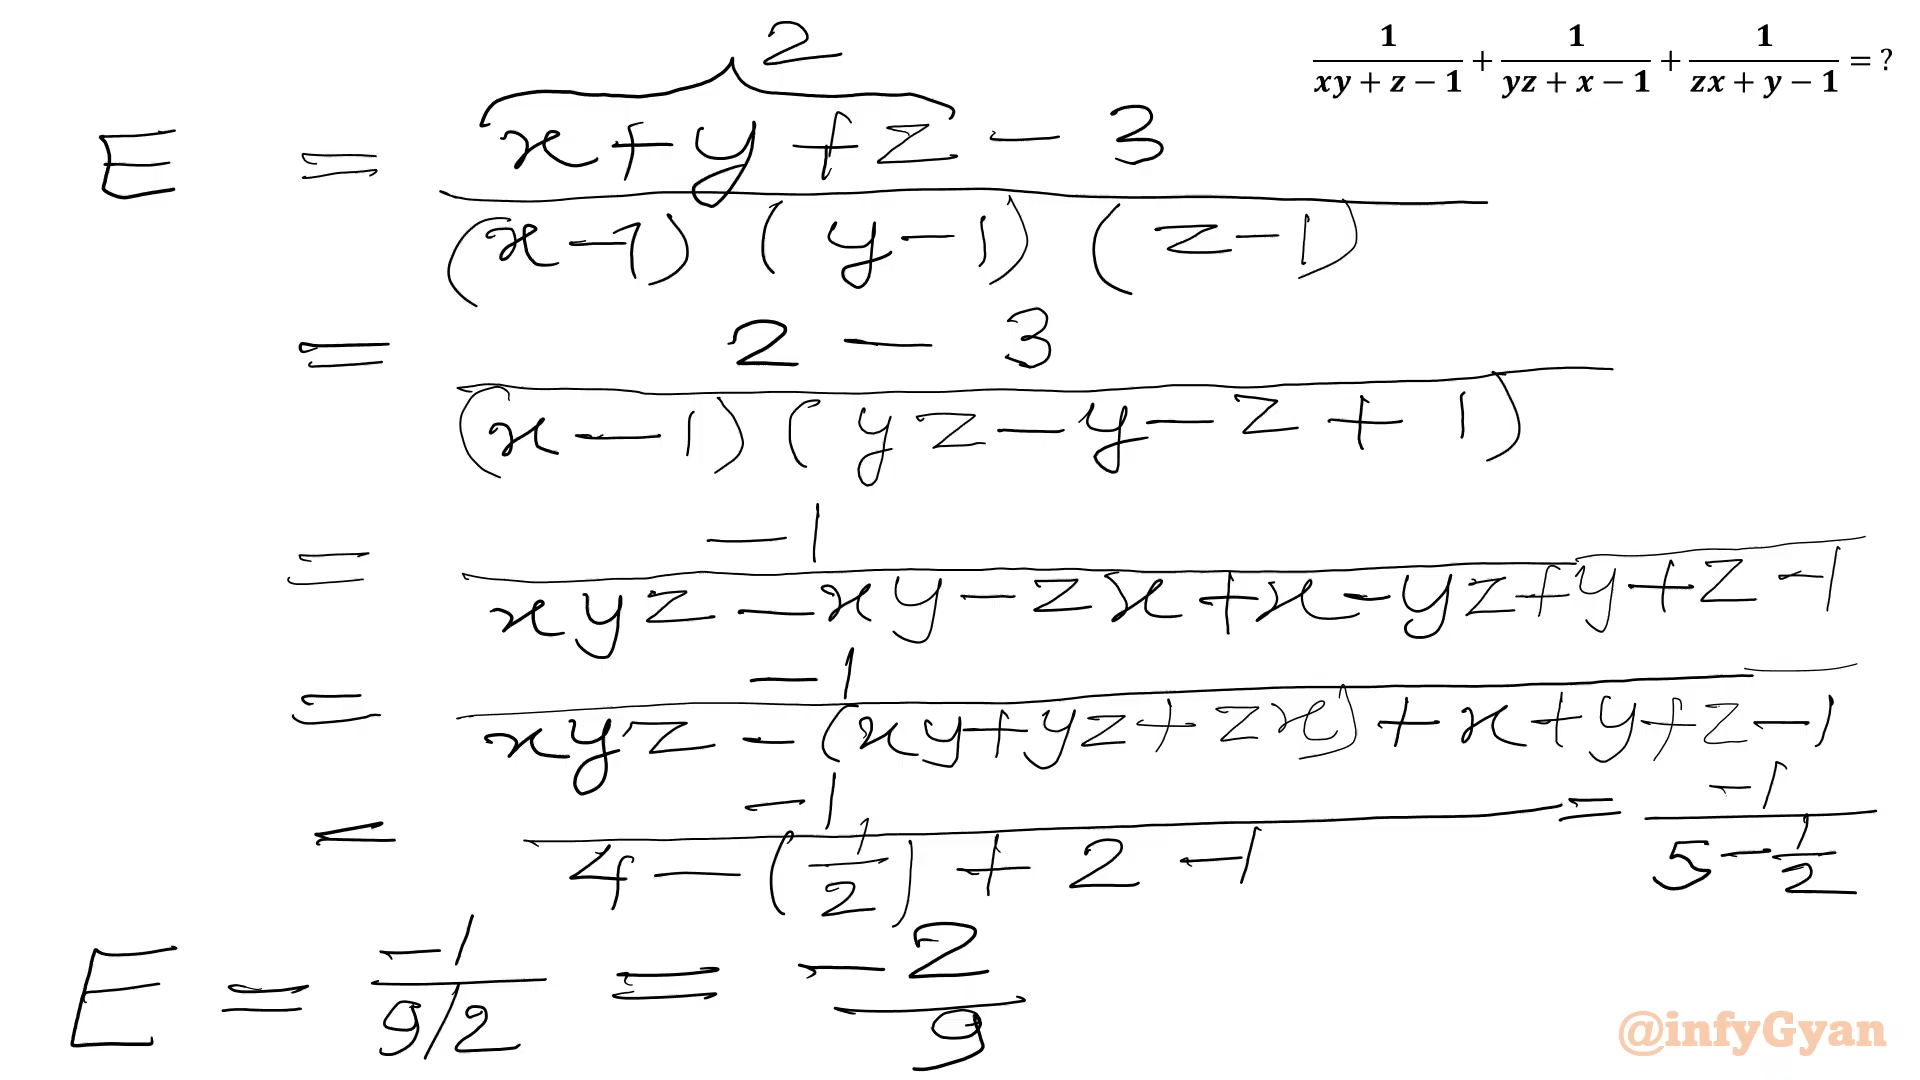 1/(xy + z − 1) + 1/(yz + x − 1) + 1/(zx + y − 1) = ?
2
E = (x + y + z − 3)/((x − 1)(y − 1)(z − 1))
= (2 − 3)/((x − 1)(yz − y − z + 1))
= −1/(xyz − xy − zx + x − yz + y + z − 1)
= −1/(xyz − (xy + yz + zx) + x + y + z − 1)
= −1/(4 − (1/2) + 2 − 1) = −1/(5 − 1/2)
E = −1/(9/2) = −2/9
@infyGyan